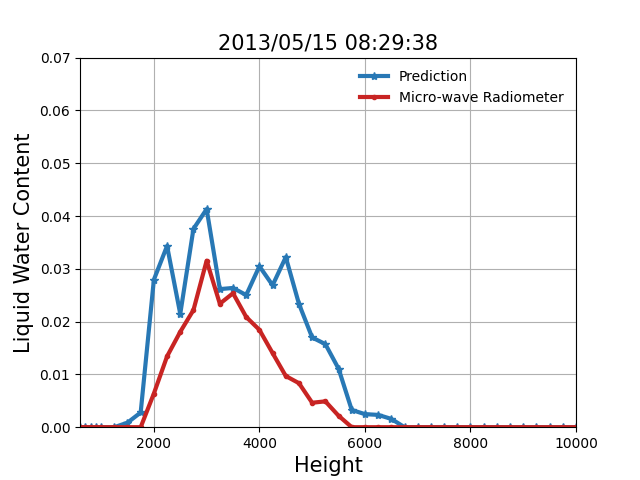 2013/05/15 08:29:38
Prediction
Micro-wave Radiometer
0.07
0.06
0.05
0.04
0.03
0.02
0.01
0.00
Liquid Water Content
2000 4000 6000 8000 10000
Height